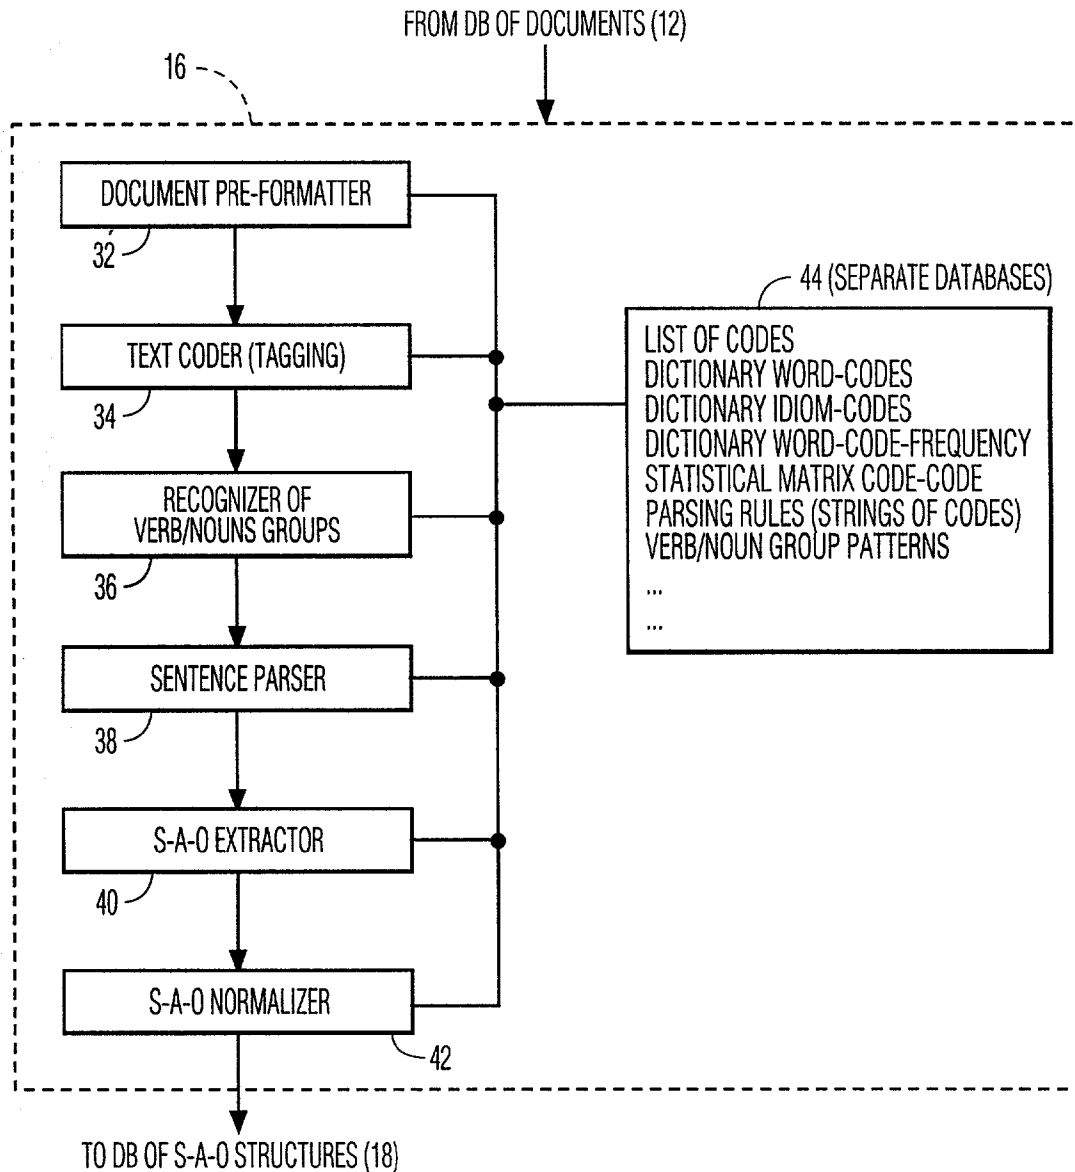 FROM DB OF DOCUMENTS (12)
16
DOCUMENT PRE-FORMATTER
32
44 (SEPARATE DATABASES)
TEXT CODER (TAGGING)
34
LIST OF CODES
DICTIONARY WORD-CODES
DICTIONARY IDIOM-CODES
DICTIONARY WORD-CODE-FREQUENCY
STATISTICAL MATRIX CODE-CODE
PARSING RULES (STRINGS OF CODES)
VERB/NOUN GROUP PATTERNS
...
...
RECOGNIZER OF
VERB/NOUNS GROUPS
36
SENTENCE PARSER
38
S-A-O EXTRACTOR
40
S-A-O NORMALIZER
42
TO DB OF S-A-O STRUCTURES (18)